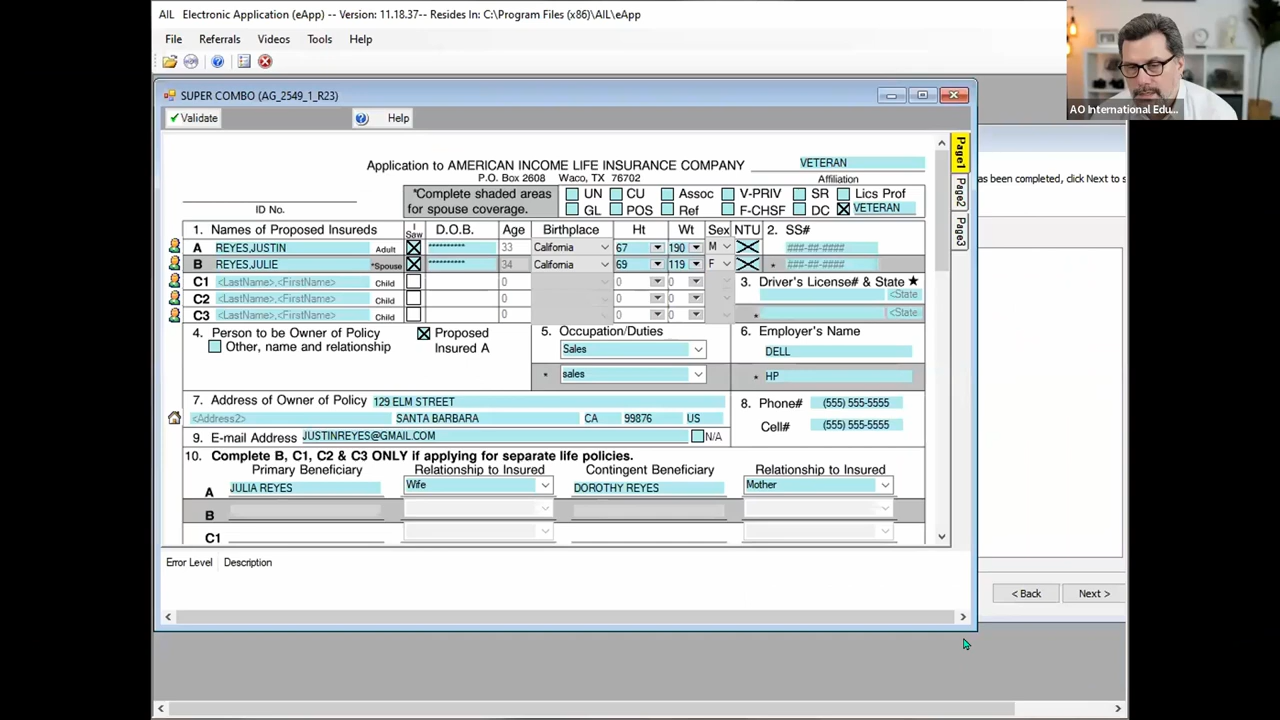 AIL Electronic Application (eApp) -- Version: 11.18.37-- Resides In: C:\Program Files (x86)\AIL\eApp
File Referrals Videos Tools Help
AO International Edu...
SUPER COMBO (AG_2549_1_R23)
Validate Help
Application to AMERICAN INCOME LIFE INSURANCE COMPANY VETERAN
P.O. Box 2608 Waco, TX 76702 Affiliation
ID No.
*Complete shaded areas for spouse coverage.
UN CU Assoc V-PRIV SR Lics Prof
GL POS Ref F-CHSF DC VETERAN
1. Names of Proposed Insureds I Saw D.O.B. Age Birthplace Ht Wt Sex NTU 2. SS#
A REYES,JUSTIN Adult ********** 33 California 67 190 M ###-##-####
B REYES,JULIE *Spouse ********** 34 California 69 119 F * ###-##-####
C1 <LastName>,<FirstName> Child 0 0 0
C2 <LastName>,<FirstName> Child 0 0 0
C3 <LastName>,<FirstName> Child 0 0 0
3. Driver's License# & State ★
<State
* <State
4. Person to be Owner of Policy Proposed Insured A
Other, name and relationship
5. Occupation/Duties
Sales
* sales
6. Employer's Name
DELL
* HP
7. Address of Owner of Policy 129 ELM STREET
<Address2> SANTA BARBARA CA 99876 US
8. Phone# (555) 555-5555
Cell# (555) 555-5555
9. E-mail Address JUSTINREYES@GMAIL.COM N/A
10. Complete B, C1, C2 & C3 ONLY if applying for separate life policies.
Primary Beneficiary Relationship to Insured Contingent Beneficiary Relationship to Insured
A JULIA REYES Wife DOROTHY REYES Mother
B
C1
Page1
Page2
Page3
Error Level Description
as been completed, click Next to s
< Back Next >